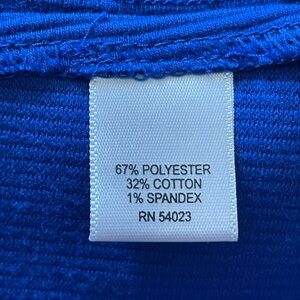 67% POLYESTER
32% COTTON
1% SPANDEX
RN 54023